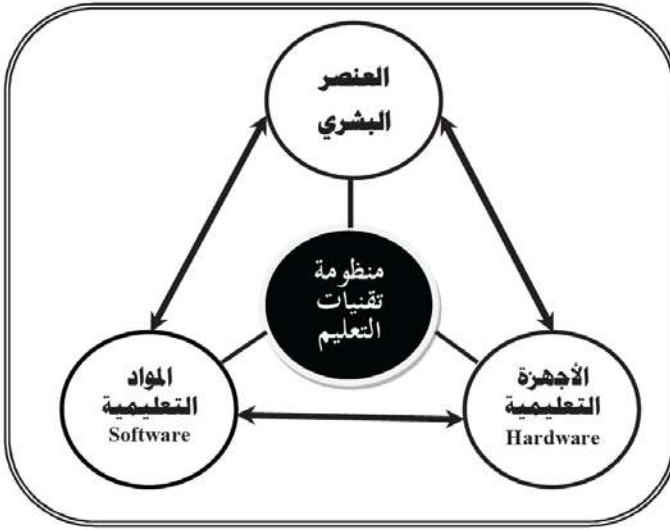 العنصر
البشري
منظومة
تقنيات
التعليم
الأجهزة
التعليمية
Hardware
المواد
التعليمية
Software